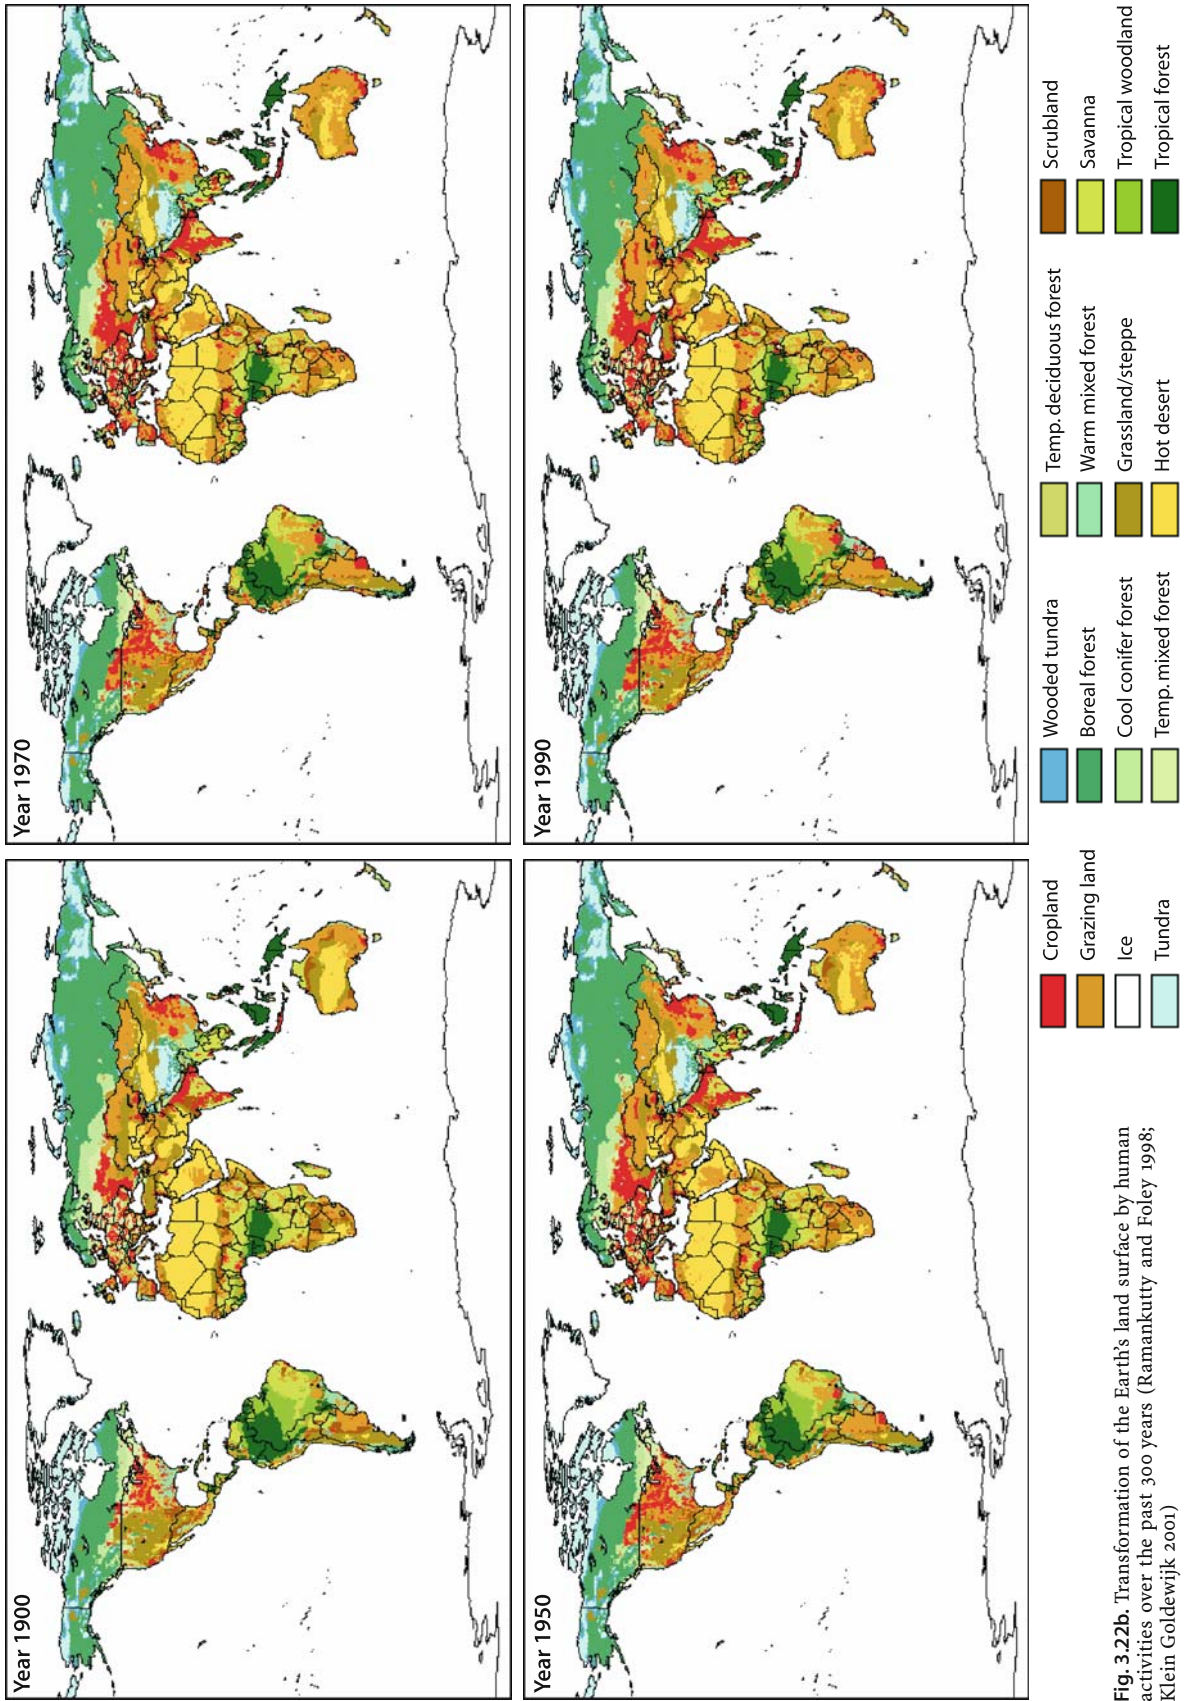 Year 1900
Year 1970
Year 1950
Year 1990
Cropland
Grazing land
Ice
Tundra
Wooded tundra
Boreal forest
Cool conifer forest
Temp. mixed forest
Temp. deciduous forest
Warm mixed forest
Grassland/steppe
Hot desert
Scrubland
Savanna
Tropical woodland
Tropical forest
Fig. 3.22b. Transformation of the Earth's land surface by human
activities over the past 300 years (Ramankutty and Foley 1998;
Klein Goldewijk 2001)